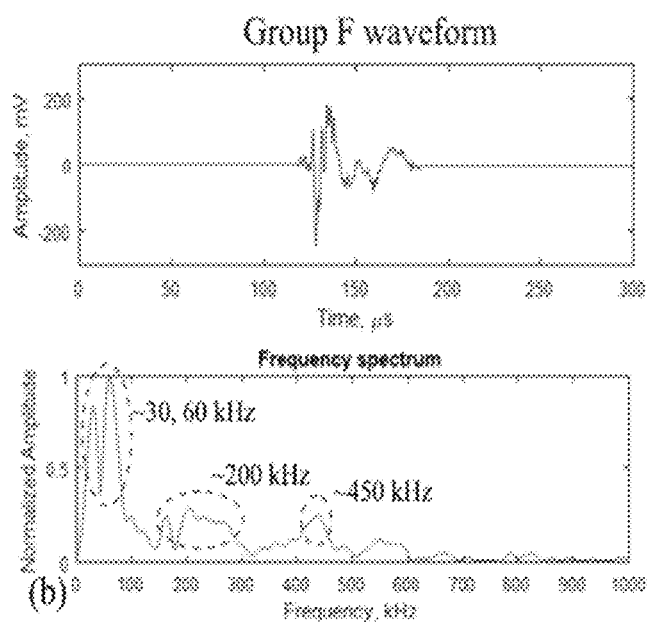 Group F waveform
Amplitude, mV
200
0
-200
0 50 100 150 200 250 300
Time, μs
Frequency spectrum
Normalized Amplitude
1
0.5
0
~30, 60 kHz
~200 kHz
~450 kHz
0 100 200 300 400 500 600 700 800 900 1000
Frequency, kHz
(b)